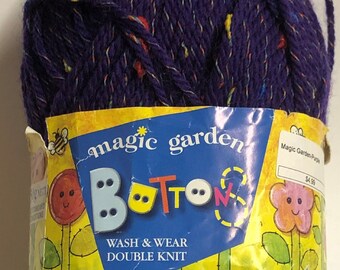 magic garden
Magic Garden Purple
$4.99
BUTTONS
WASH & WEAR
DOUBLE KNIT